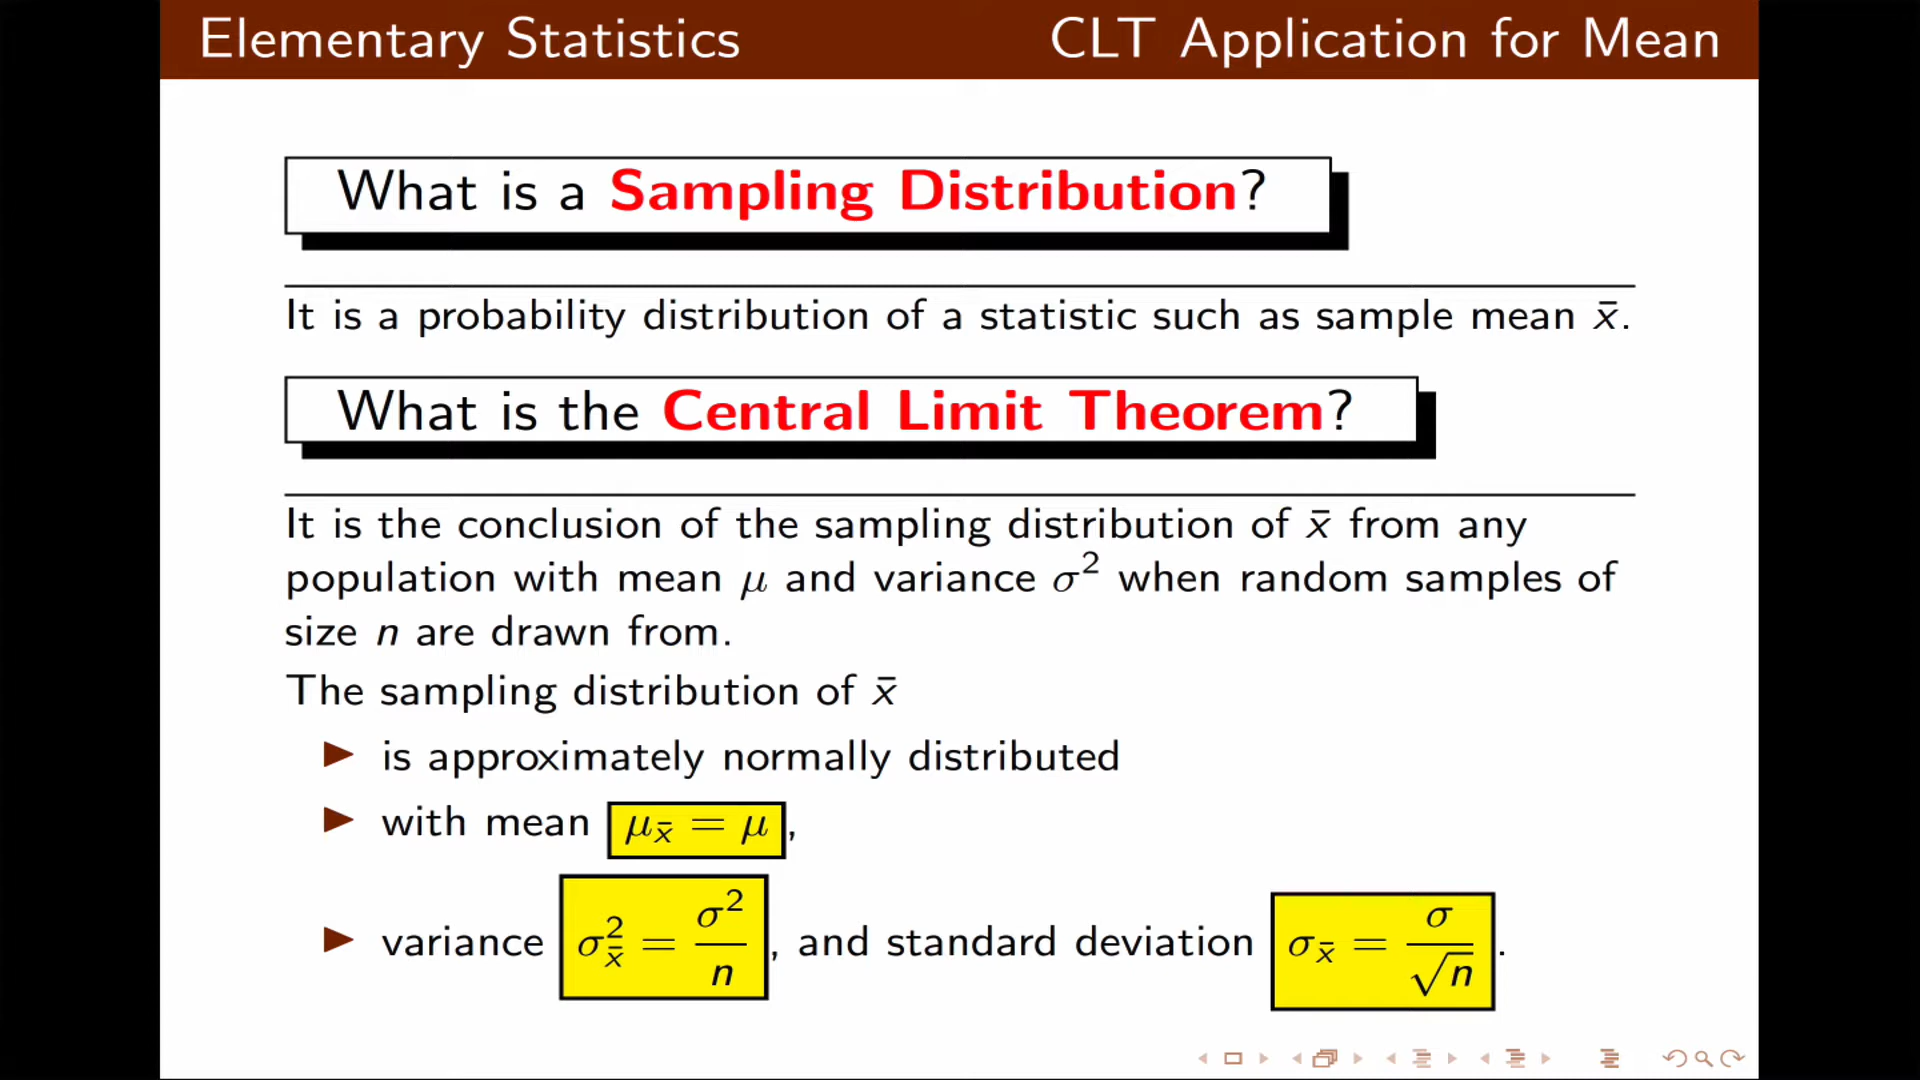 Elementary Statistics CLT Application for Mean
What is a Sampling Distribution?
It is a probability distribution of a statistic such as sample mean x̄.
What is the Central Limit Theorem?
It is the conclusion of the sampling distribution of x̄ from any
population with mean μ and variance σ² when random samples of
size n are drawn from.
The sampling distribution of x̄
▶ is approximately normally distributed
▶ with mean μ_x̄ = μ,
▶ variance σ²_x̄ = σ²/n, and standard deviation σ_x̄ = σ/√n.